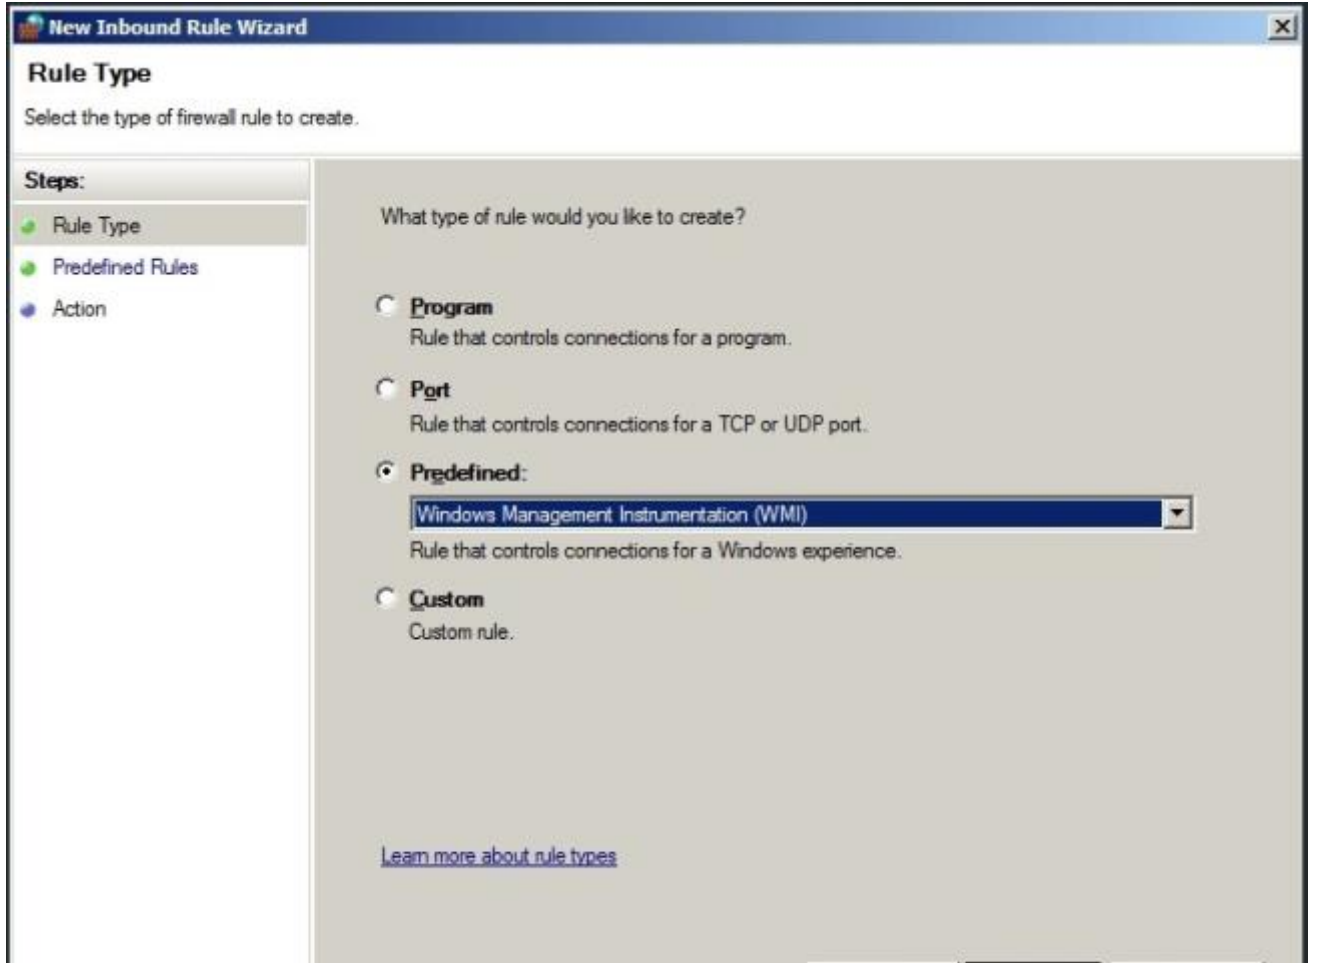 New Inbound Rule Wizard
Rule Type
Select the type of firewall rule to create.
Steps:
Rule Type
Predefined Rules
Action
What type of rule would you like to create?
Program
Rule that controls connections for a program.
Port
Rule that controls connections for a TCP or UDP port.
Predefined:
Windows Management Instrumentation (WMI)
Rule that controls connections for a Windows experience.
Custom
Custom rule.
Learn more about rule types